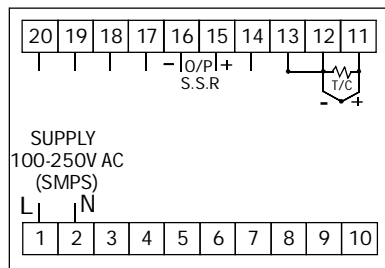 20 19 18 17 16 15 14 13 12 11
- O/P +
S.S.R
T/C
- +
SUPPLY
100-250V AC
(SMPS)
L N
1 2 3 4 5 6 7 8 9 10